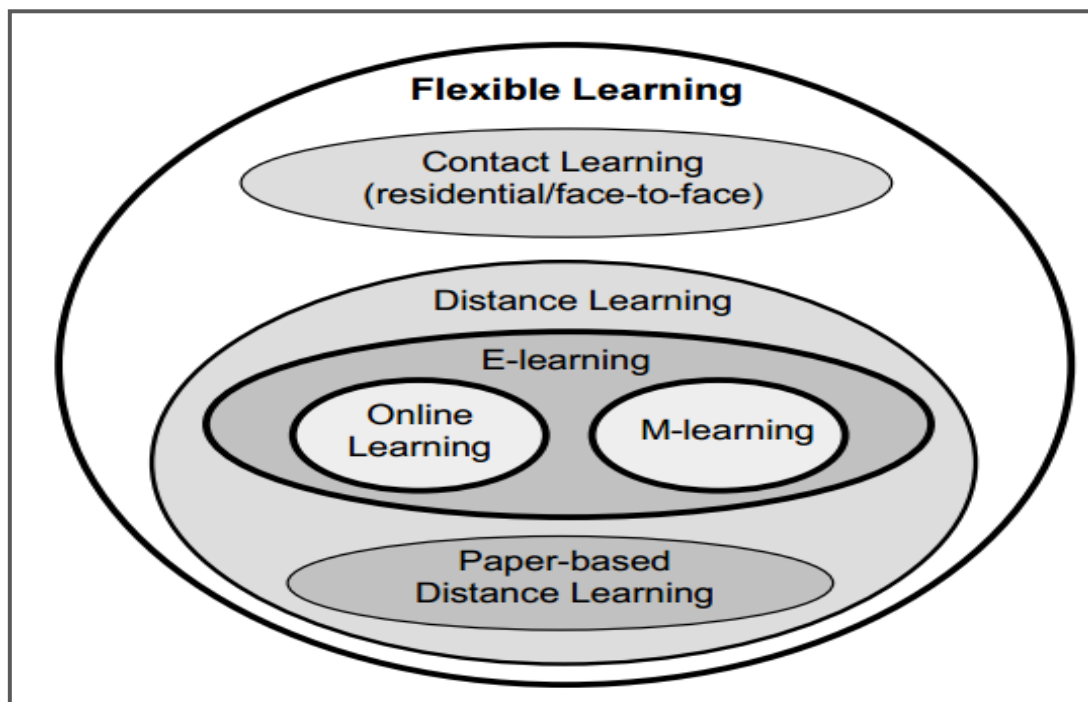 Flexible Learning
Contact Learning
(residential/face-to-face)
Distance Learning
E-learning
Online
Learning
M-learning
Paper-based
Distance Learning